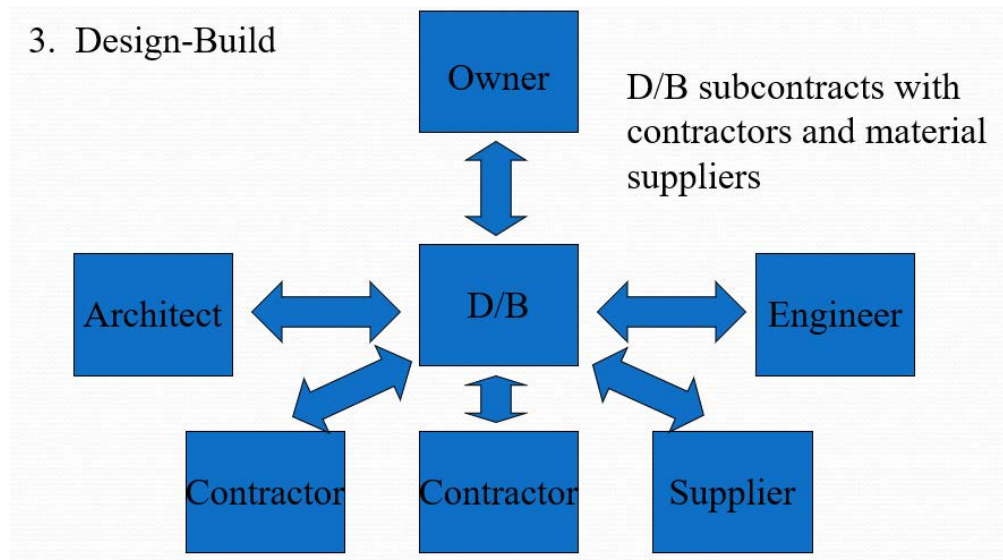 3. Design-Build
Owner
D/B subcontracts with
contractors and material
suppliers
Architect
D/B
Engineer
Contractor
Contractor
Supplier